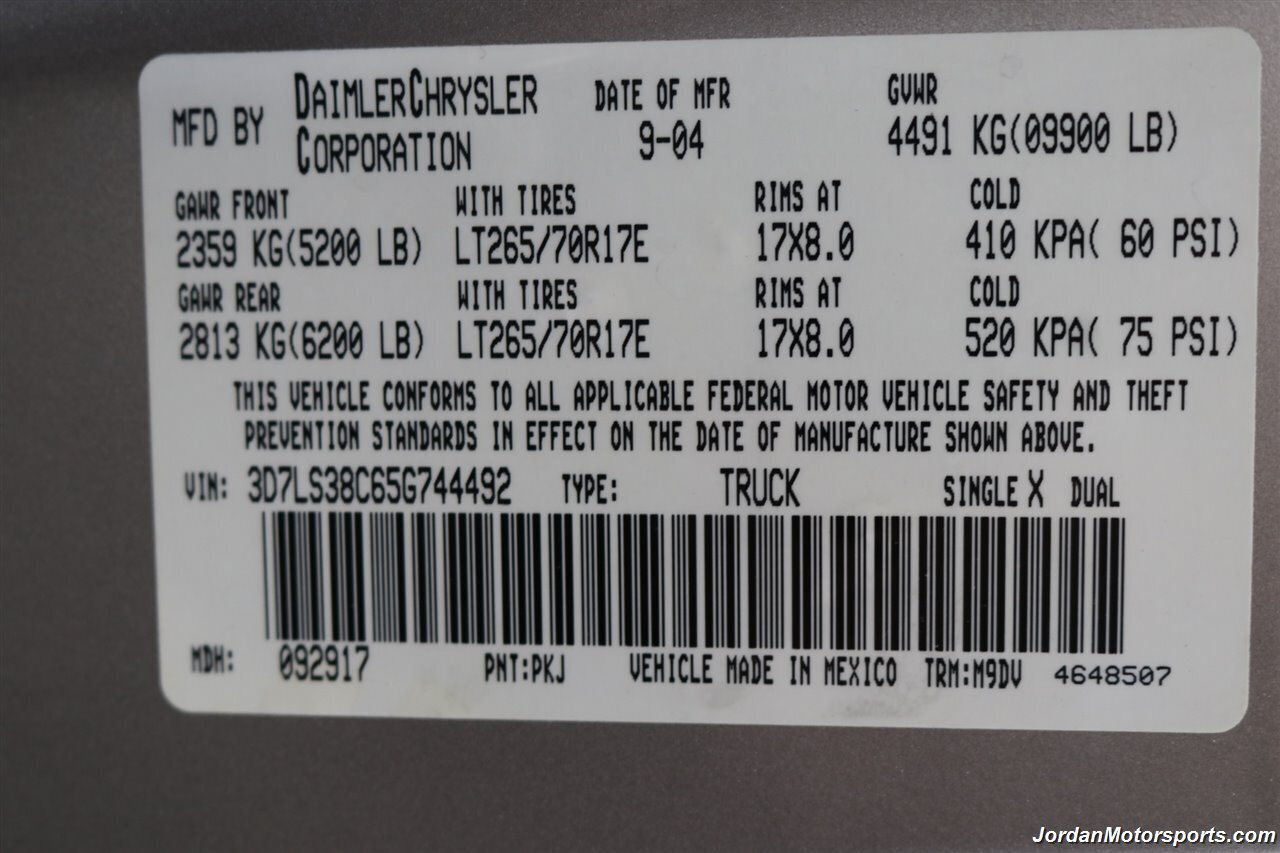 MFD BY DAIMLERCHRYSLER CORPORATION DATE OF MFR 9-04 GVWR 4491 KG(09900 LB)
GAWR FRONT WITH TIRES RIMS AT COLD
2359 KG(5200 LB) LT265/70R17E 17X8.0 410 KPA( 60 PSI)
GAWR REAR WITH TIRES RIMS AT COLD
2813 KG(6200 LB) LT265/70R17E 17X8.0 520 KPA( 75 PSI)
THIS VEHICLE CONFORMS TO ALL APPLICABLE FEDERAL MOTOR VEHICLE SAFETY AND THEFT
PREVENTION STANDARDS IN EFFECT ON THE DATE OF MANUFACTURE SHOWN ABOVE.
VIN: 3D7LS38C65G744492 TYPE: TRUCK SINGLE X DUAL
MDH: 092917 PNT:PKJ VEHICLE MADE IN MEXICO TRM:M9DV 4648507
JordanMotorsports.com